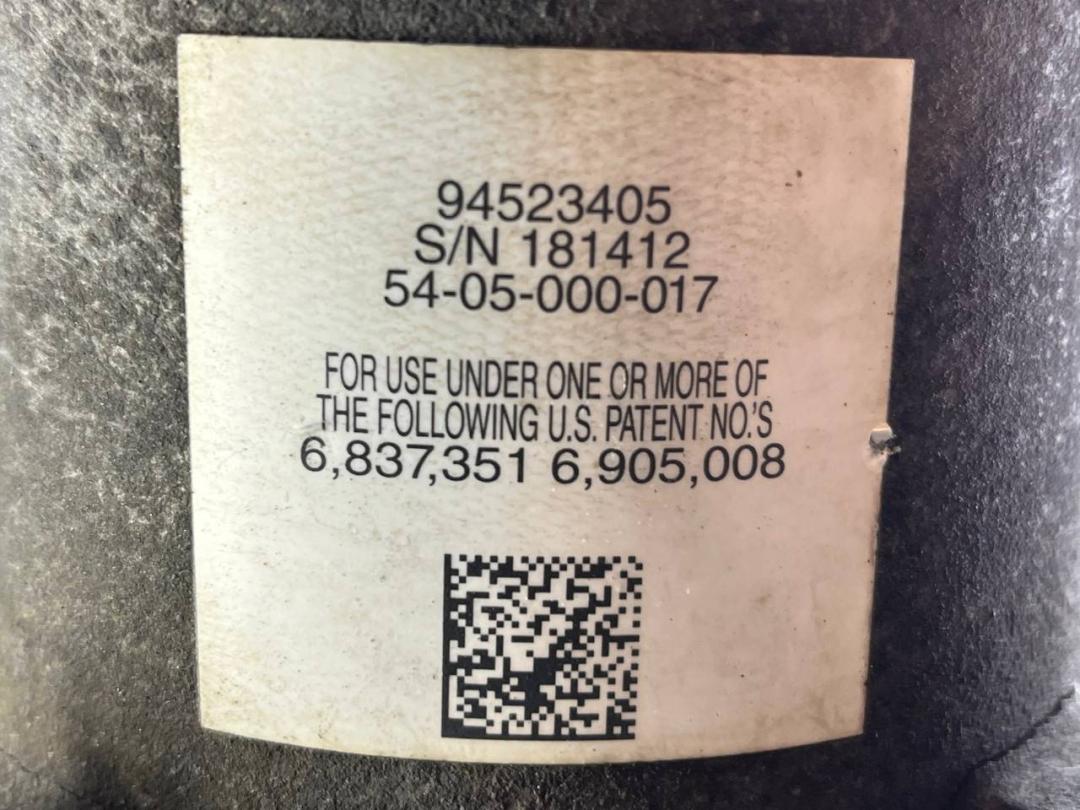 94523405
S/N 181412
54-05-000-017
FOR USE UNDER ONE OR MORE OF
THE FOLLOWING U.S. PATENT NO.'S
6,837,351 6,905,008